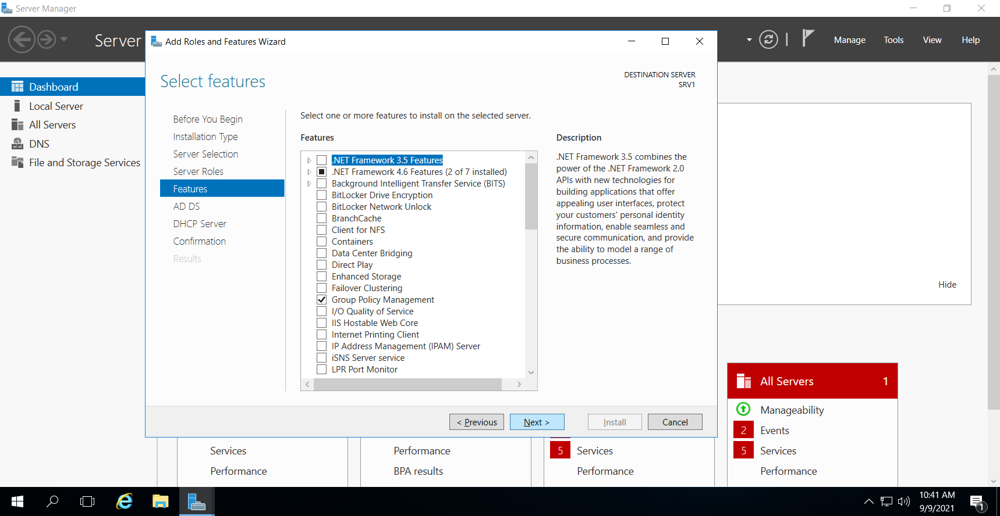 Server Manager
Server
Manage
Tools
View
Help
Dashboard
Local Server
All Servers
DNS
File and Storage Services
Add Roles and Features Wizard
Select features
DESTINATION SERVER
SRV1
Before You Begin
Installation Type
Server Selection
Server Roles
Features
AD DS
DHCP Server
Confirmation
Results
Select one or more features to install on the selected server.
Features
.NET Framework 3.5 Features
.NET Framework 4.6 Features (2 of 7 installed)
Background Intelligent Transfer Service (BITS)
BitLocker Drive Encryption
BitLocker Network Unlock
BranchCache
Client for NFS
Containers
Data Center Bridging
Direct Play
Enhanced Storage
Failover Clustering
Group Policy Management
I/O Quality of Service
IIS Hostable Web Core
Internet Printing Client
IP Address Management (IPAM) Server
iSNS Server service
LPR Port Monitor
Description
.NET Framework 3.5 combines the
power of the .NET Framework 2.0
APIs with new technologies for
building applications that offer
appealing user interfaces, protect
your customers' personal identity
information, enable seamless and
secure communication, and provide
the ability to model a range of
business processes.
< Previous
Next >
Install
Cancel
Hide
All Servers 1
Manageability
2 Events
5 Services
Performance
Services
Performance
Performance
BPA results
5 Services
Performance
10:41 AM
9/9/2021
1